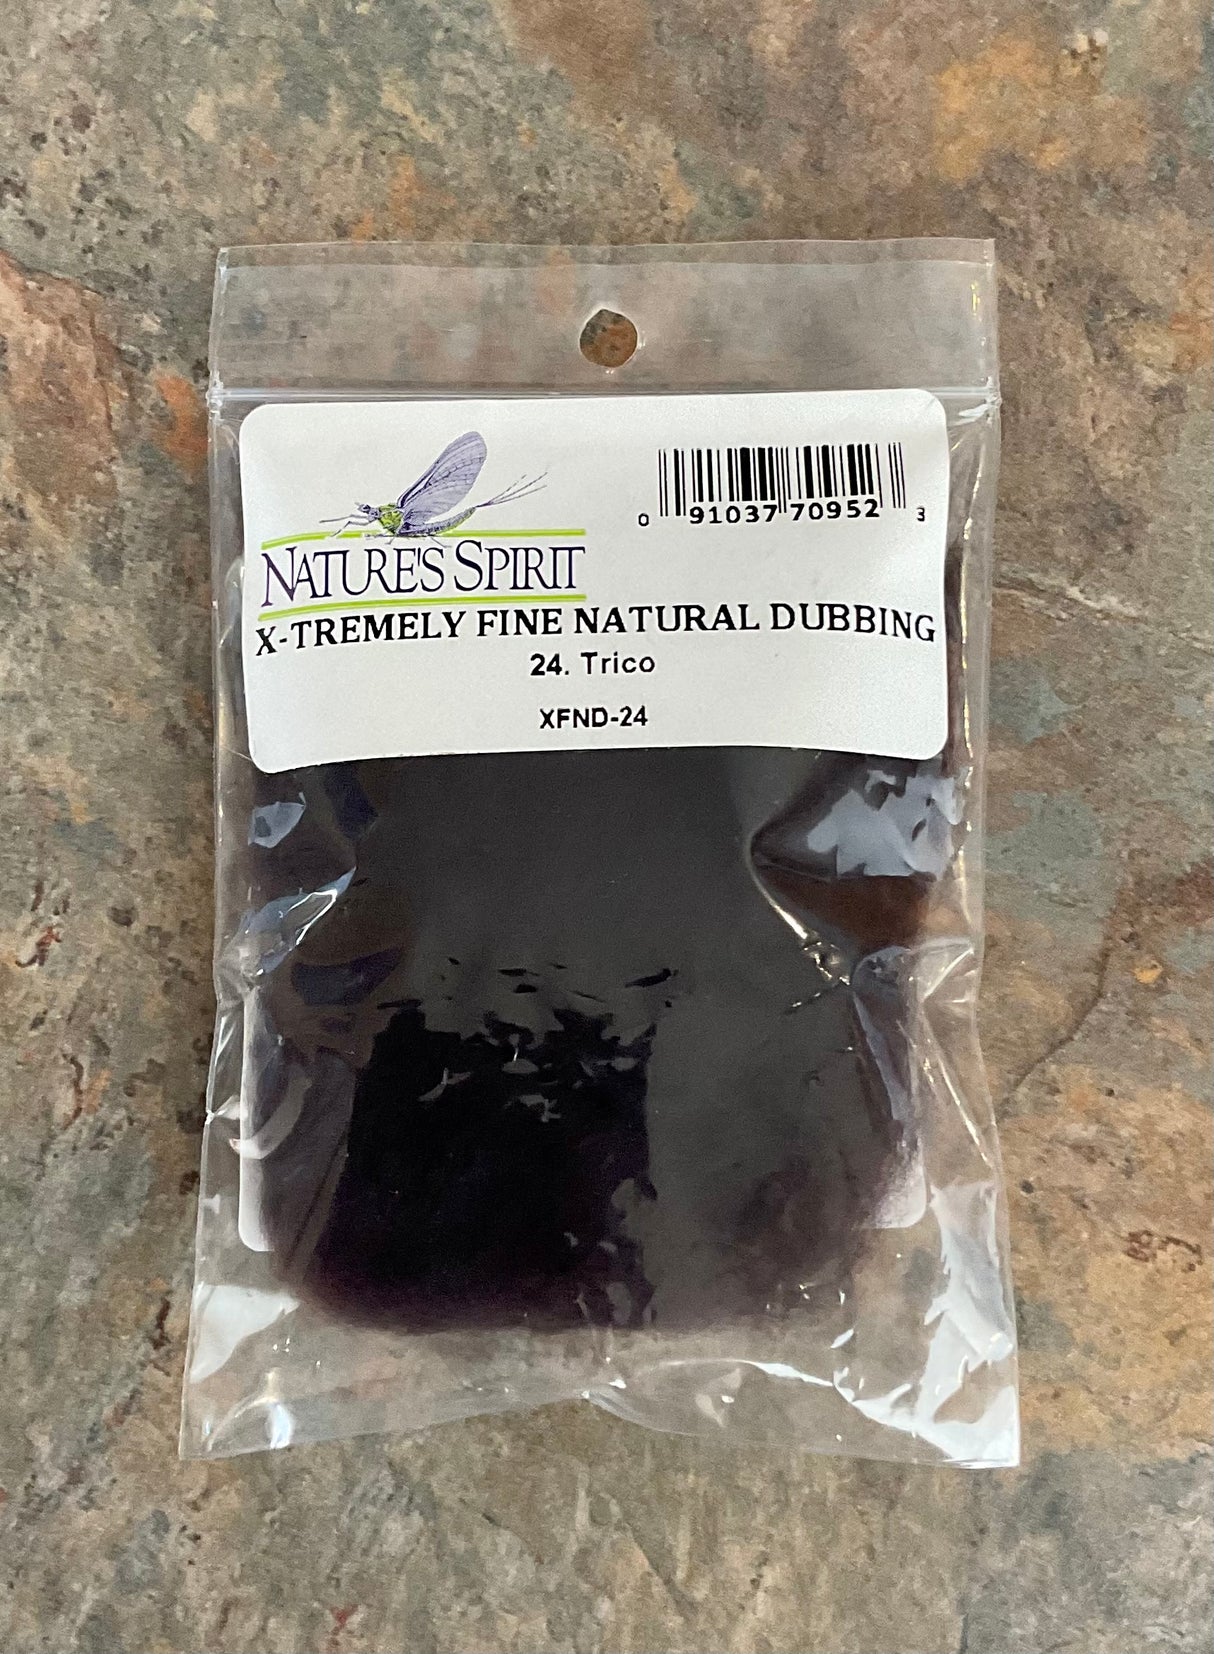 0 91037 70952 3
NATURE'S SPIRIT
X-TREMELY FINE NATURAL DUBBING
24. Trico
XFND-24